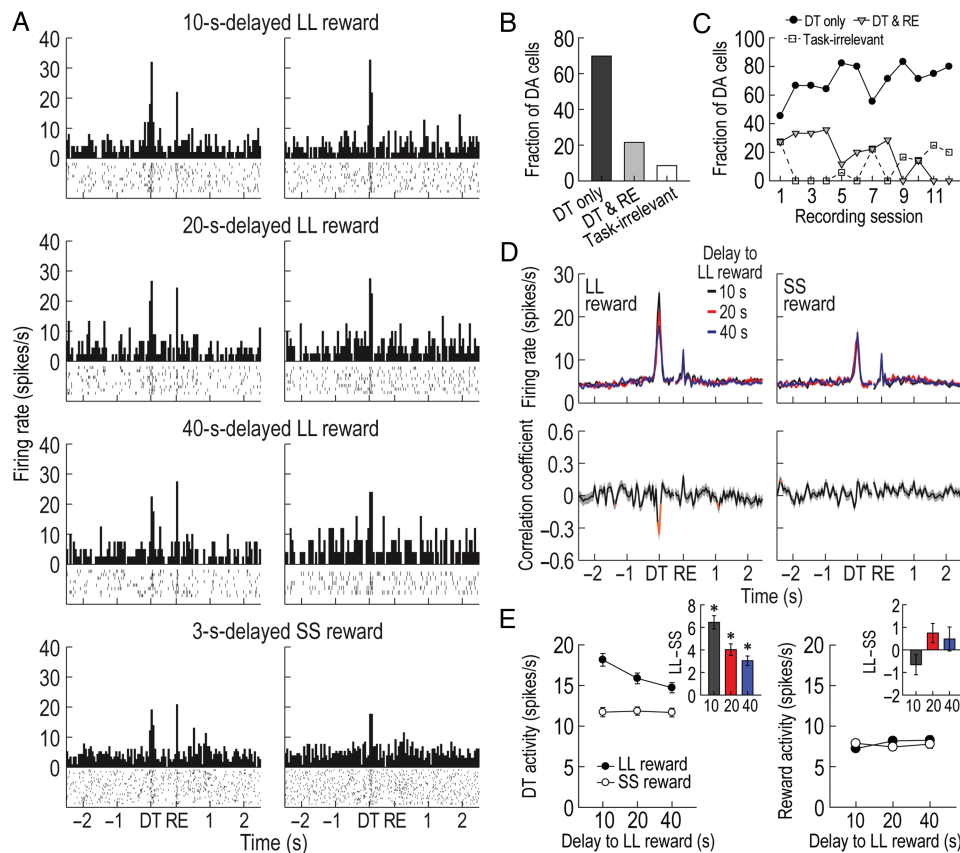 A
10-s-delayed LL reward
40
30
20
10
0
20-s-delayed LL reward
40
30
20
10
0
Firing rate (spikes/s)
40-s-delayed LL reward
40
30
20
10
0
3-s-delayed SS reward
40
30
20
10
0
−2 −1 DT RE 1 2
−2 −1 DT RE 1 2
Time (s)
B
Fraction of DA cells
80
60
40
20
0
DT only
DT & RE
Task-irrelevant
C
DT only DT & RE
Task-irrelevant
Fraction of DA cells
100
80
60
40
20
0
1 3 5 7 9 11
Recording session
D
Delay to
LL reward
10 s
20 s
40 s
LL
reward
SS
reward
Firing rate (spikes/s)
30
20
10
0
Correlation coefficient
0.6
0.3
0
−0.3
−0.6
−2 −1 DT RE 1 2
−2 −1 DT RE 1 2
Time (s)
E
DT activity (spikes/s)
20
15
10
5
0
LL reward
SS reward
10 20 40
Delay to LL reward (s)
LL−SS
8
6
4
2
0
* * *
10 20 40
Reward activity (spikes/s)
20
15
10
5
0
10 20 40
Delay to LL reward (s)
LL−SS
2
1
0
−1
−2
10 20 40